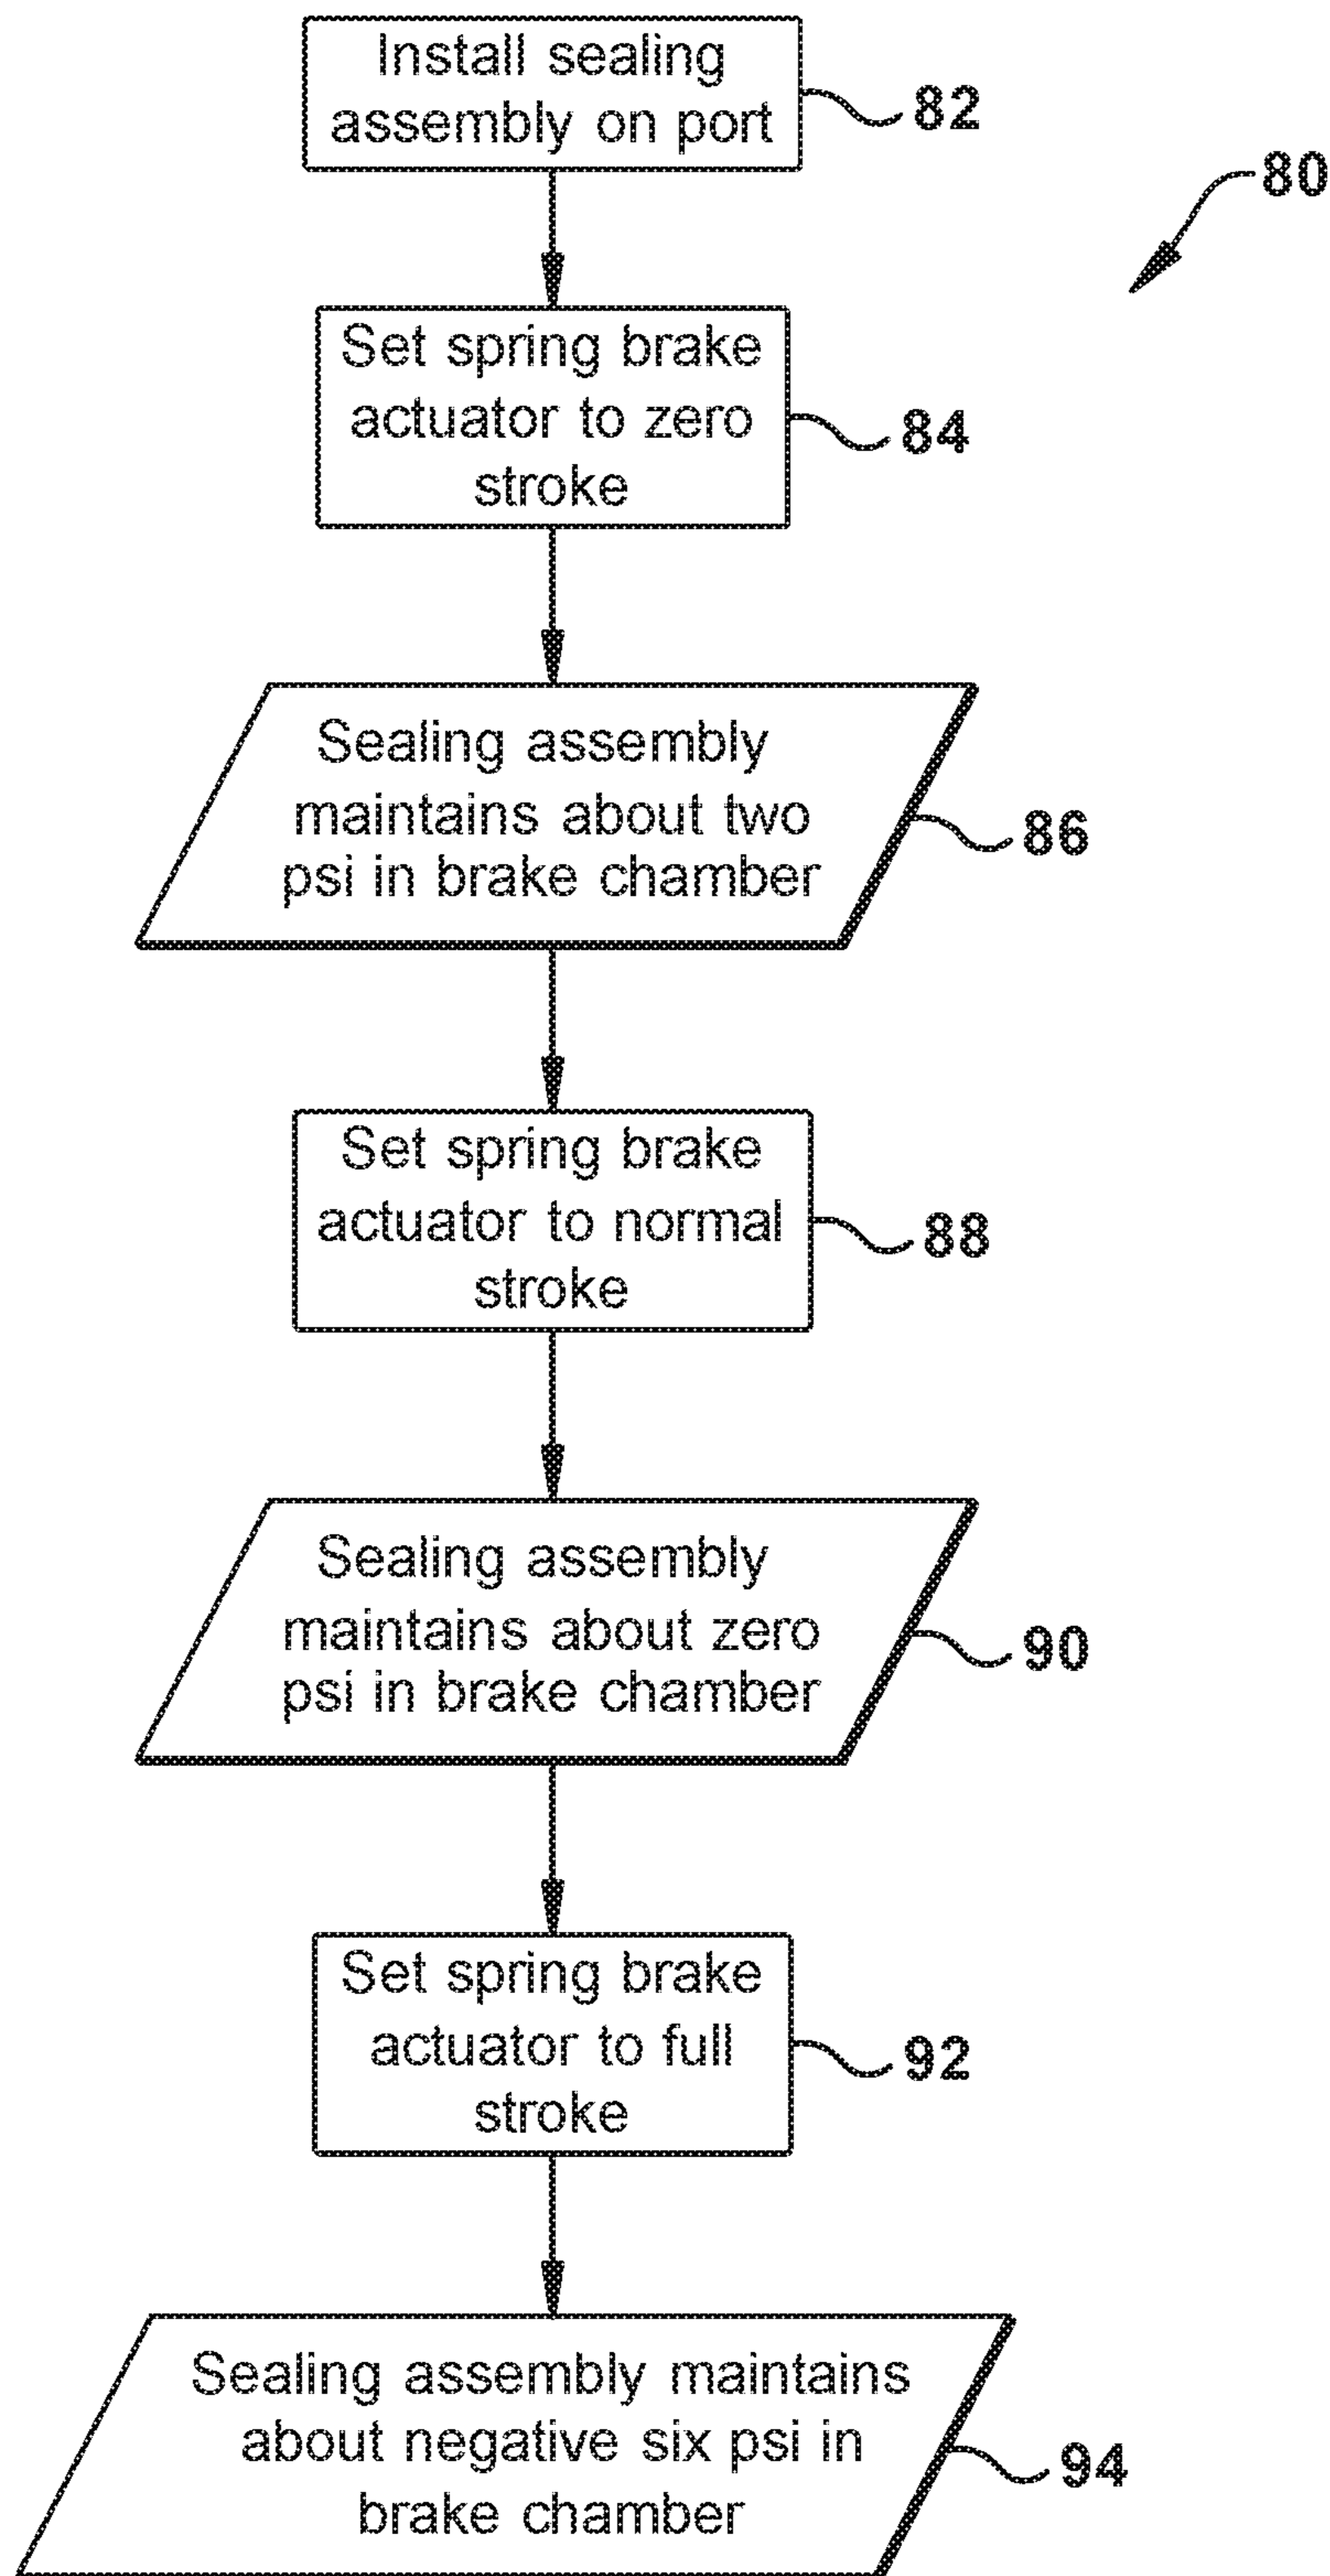 Install sealing
assembly on port
82
80
Set spring brake
actuator to zero
stroke
84
Sealing assembly
maintains about two
psi in brake chamber
86
Set spring brake
actuator to normal
stroke
88
Sealing assembly
maintains about zero
psi in brake chamber
90
Set spring brake
actuator to full
stroke
92
Sealing assembly maintains
about negative six psi in
brake chamber
94